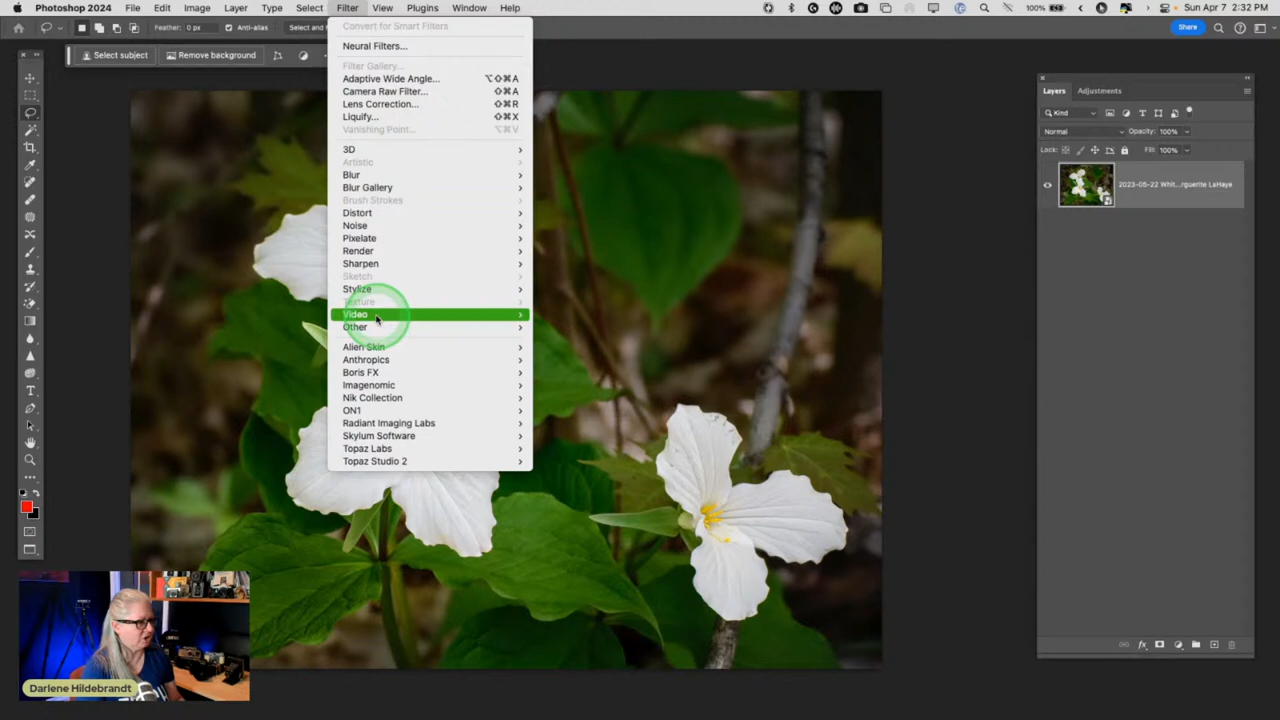 Photoshop 2024 File Edit Image Layer Type Select Filter View Plugins Window Help 100% Sun Apr 7 2:32 PM
Feather: 0 px Anti-alias Share
Select subject Remove background
Convert for Smart Filters
Neural Filters...
Filter Gallery...
Adaptive Wide Angle... ⌥⇧⌘A
Camera Raw Filter... ⇧⌘A
Lens Correction... ⇧⌘R
Liquify... ⇧⌘X
Vanishing Point... ⌥⌘V
3D
Artistic
Blur
Blur Gallery
Brush Strokes
Distort
Noise
Pixelate
Render
Sharpen
Sketch
Stylize
Texture
Video
Other
Alien Skin
Anthropics
Boris FX
Imagenomic
Nik Collection
ON1
Radiant Imaging Labs
Skylum Software
Topaz Labs
Topaz Studio 2
Layers Adjustments
Kind
Normal Opacity: 100%
Lock: Fill: 100%
2023-05-22 Whit...rguerite LaHaye
fx
Darlene Hildebrandt